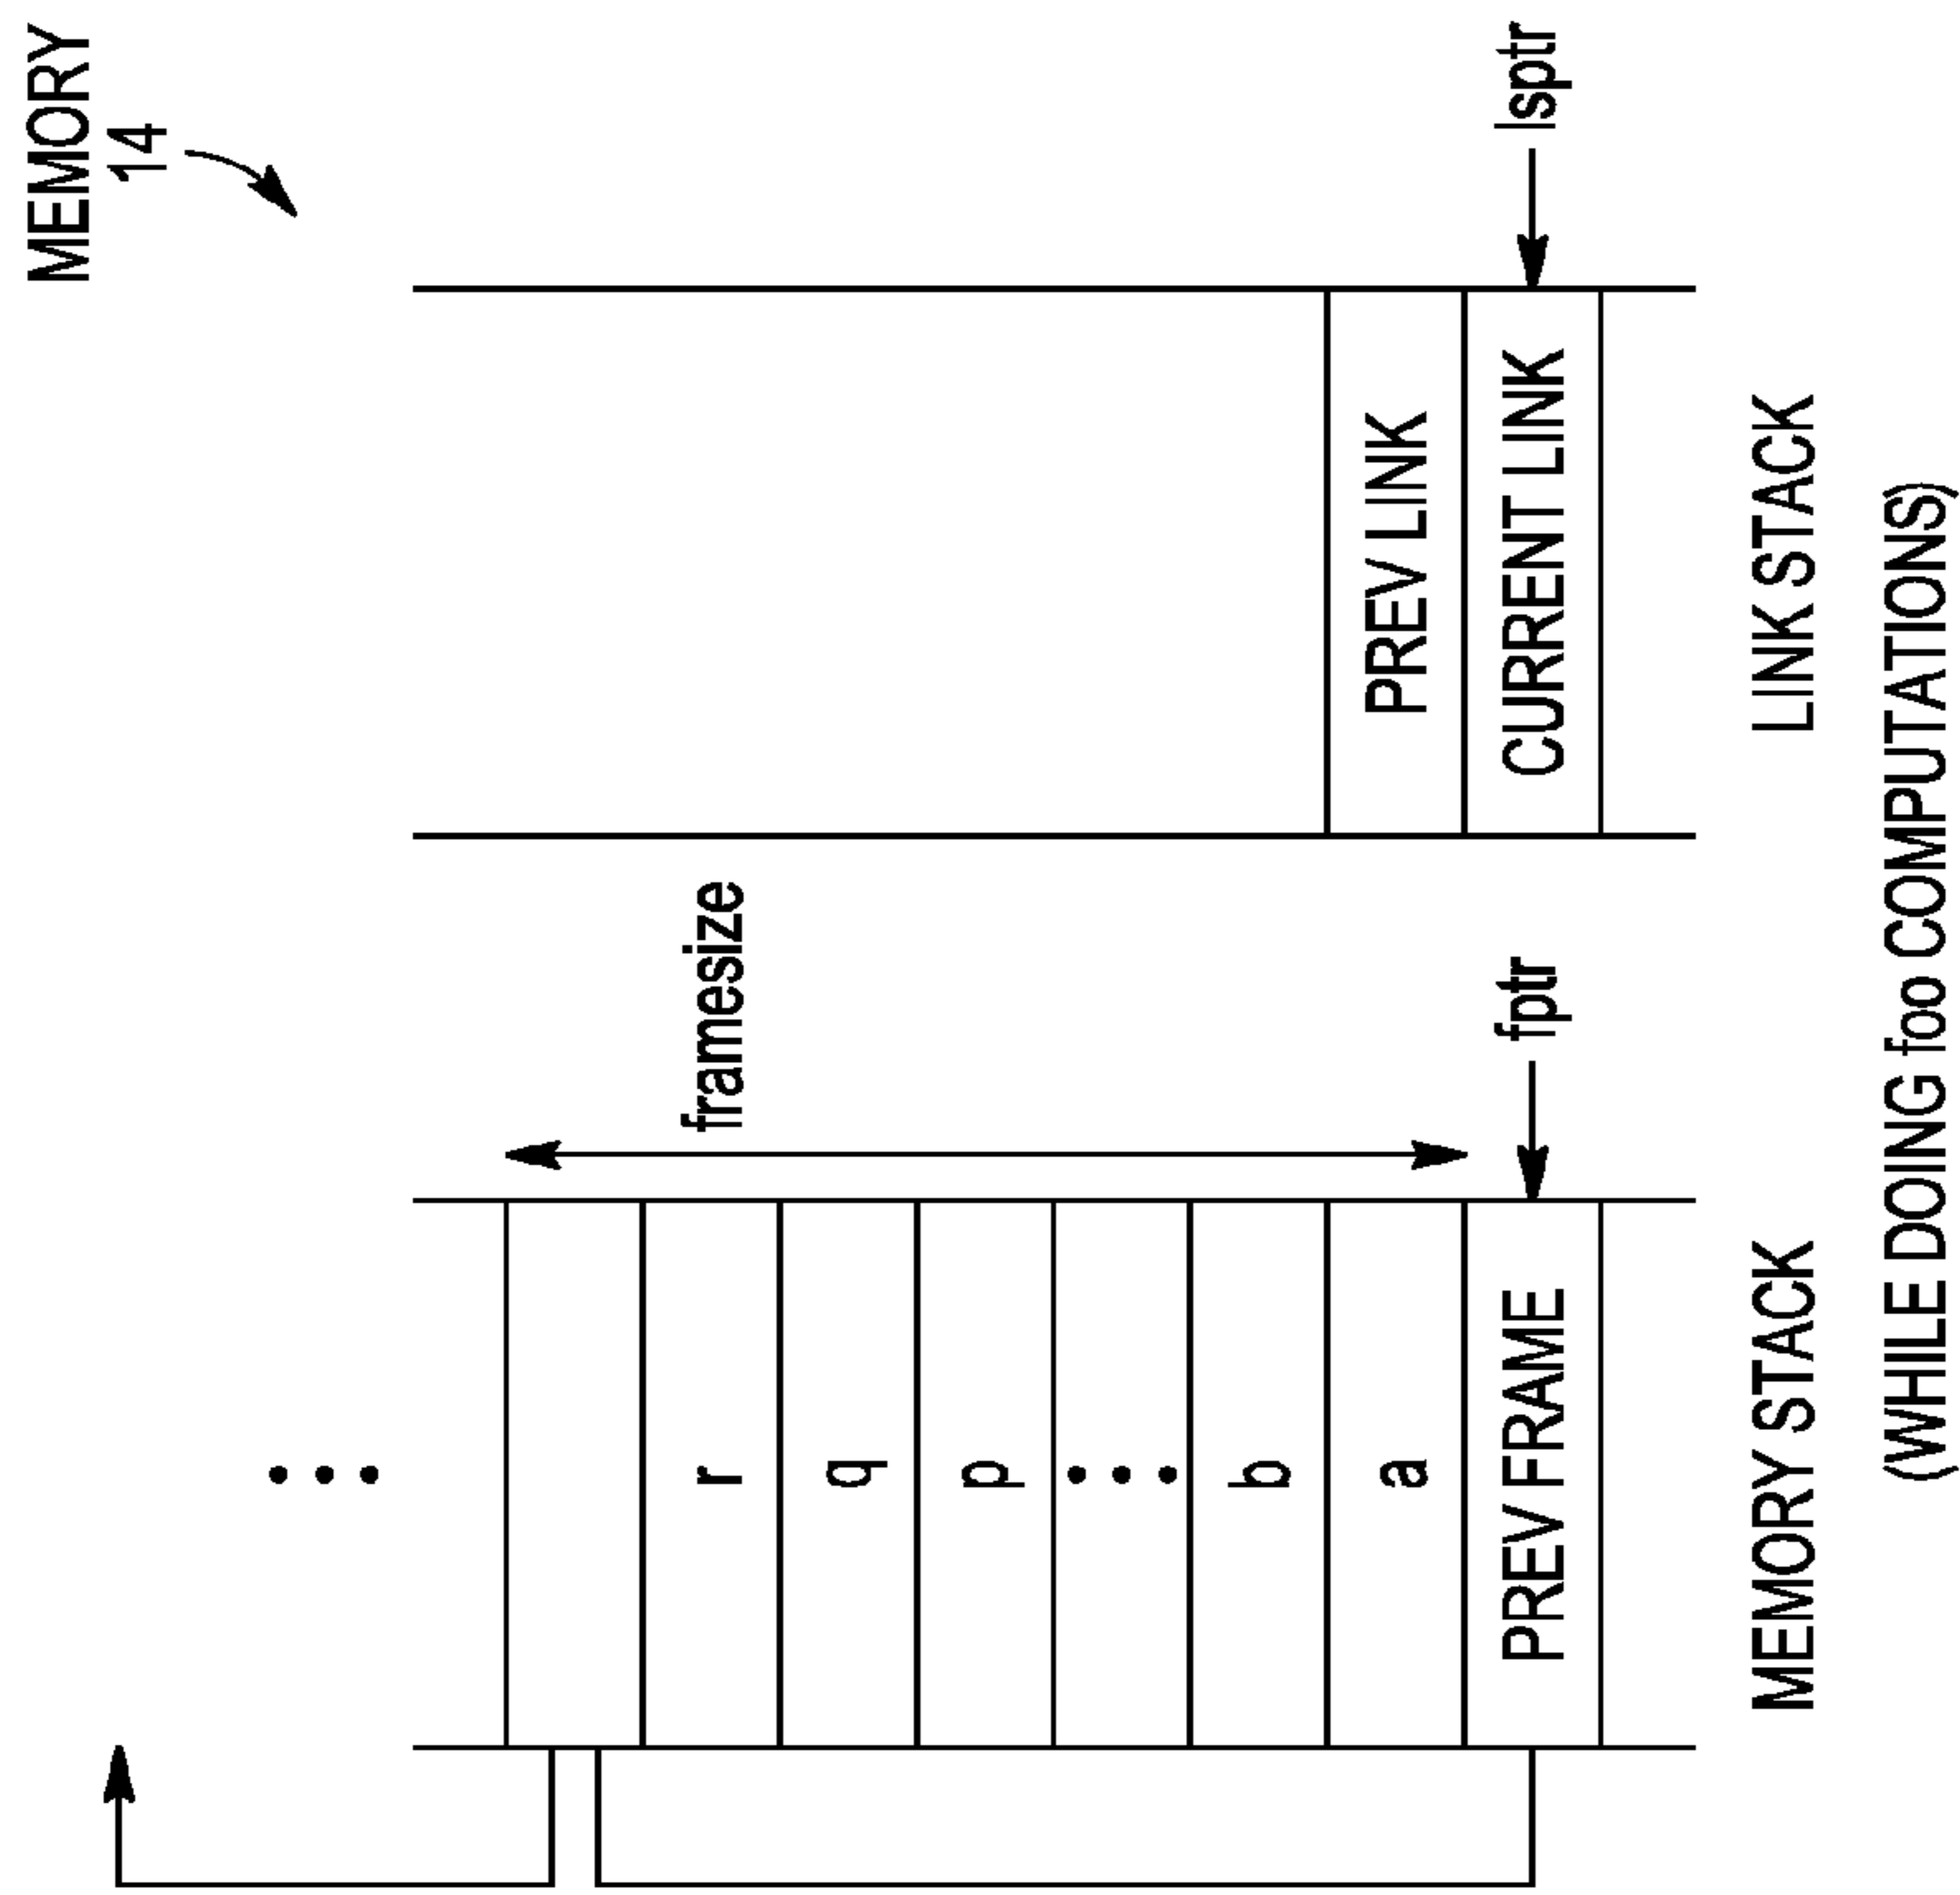 MEMORY
14
r
framesize
q
p
b
a
PREV LINK
PREV FRAME
fptr
CURRENT LINK
lsptr
MEMORY STACK
LINK STACK
(WHILE DOING foo COMPUTATIONS)